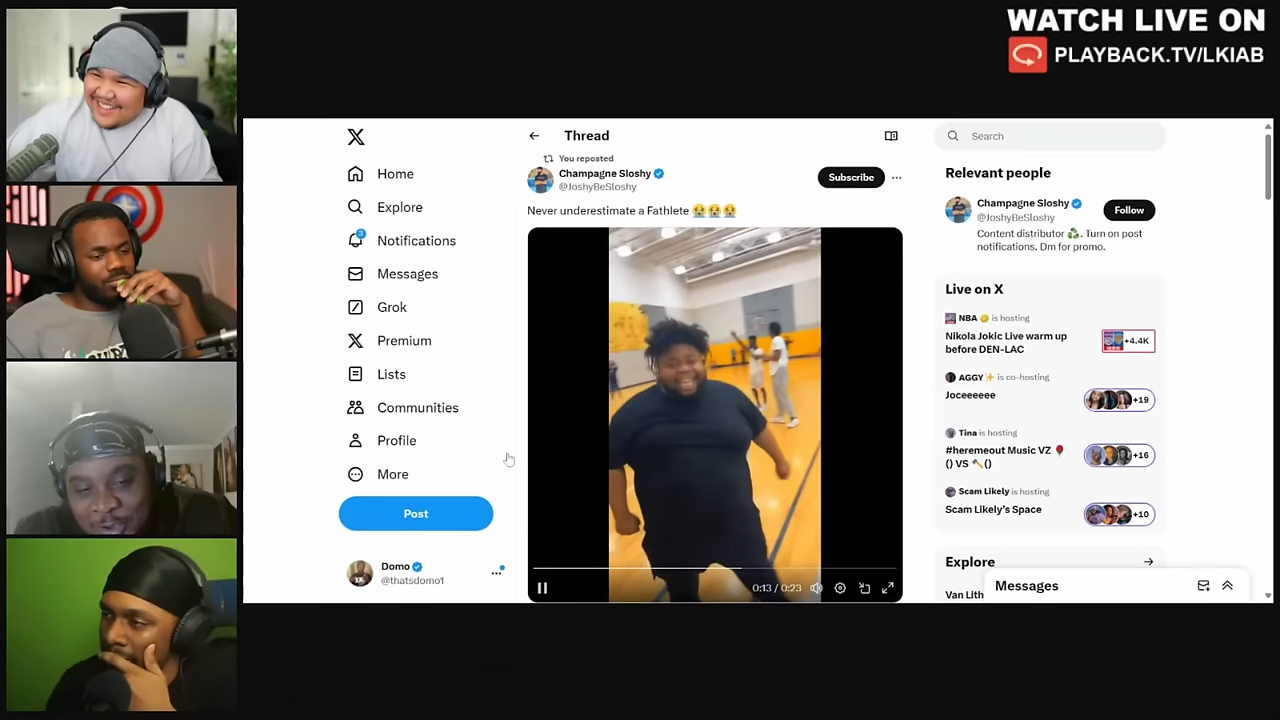 WATCH LIVE ON
PLAYBACK.TV/LKIAB
X
Home
Explore
3
Notifications
Messages
Grok
Premium
Lists
Communities
Profile
More
Post
Domo
@thatsdomo1
Thread
You reposted
Champagne Sloshy
@JoshyBeSloshy
Subscribe
Never underestimate a Fathlete 😭😭😭
0:13 / 0:23
Search
Relevant people
Champagne Sloshy
@JoshyBeSloshy
Follow
Content distributor ♻️. Turn on post
notifications. Dm for promo.
Live on X
NBA is hosting
Nikola Jokic Live warm up
before DEN-LAC
+4.4K
AGGY ✨ is co-hosting
Joceeeeee
+19
Tina is hosting
#heremeout Music VZ 🌹
() VS 🔨()
+16
Scam Likely is hosting
Scam Likely's Space
+10
Explore
Van Lith
Messages